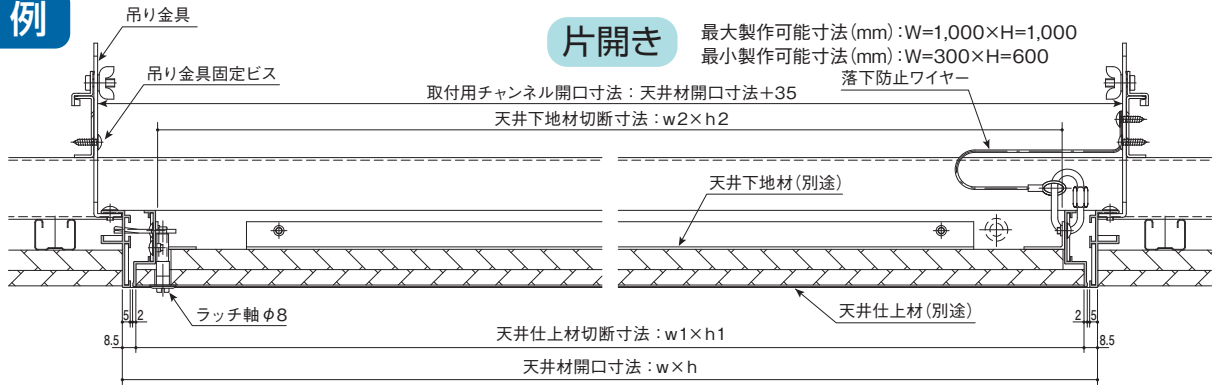 例
吊り金具
片開き
最大製作可能寸法(mm):W=1,000×H=1,000
最小製作可能寸法(mm):W=300×H=600
吊り金具固定ビス
落下防止ワイヤー
取付用チャンネル開口寸法：天井材開口寸法+35
天井下地材切断寸法：w2×h2
天井下地材(別途)
ラッチ軸φ8
天井仕上材(別途)
5 2
2 5
8.5
天井仕上材切断寸法：w1×h1
8.5
天井材開口寸法：w×h